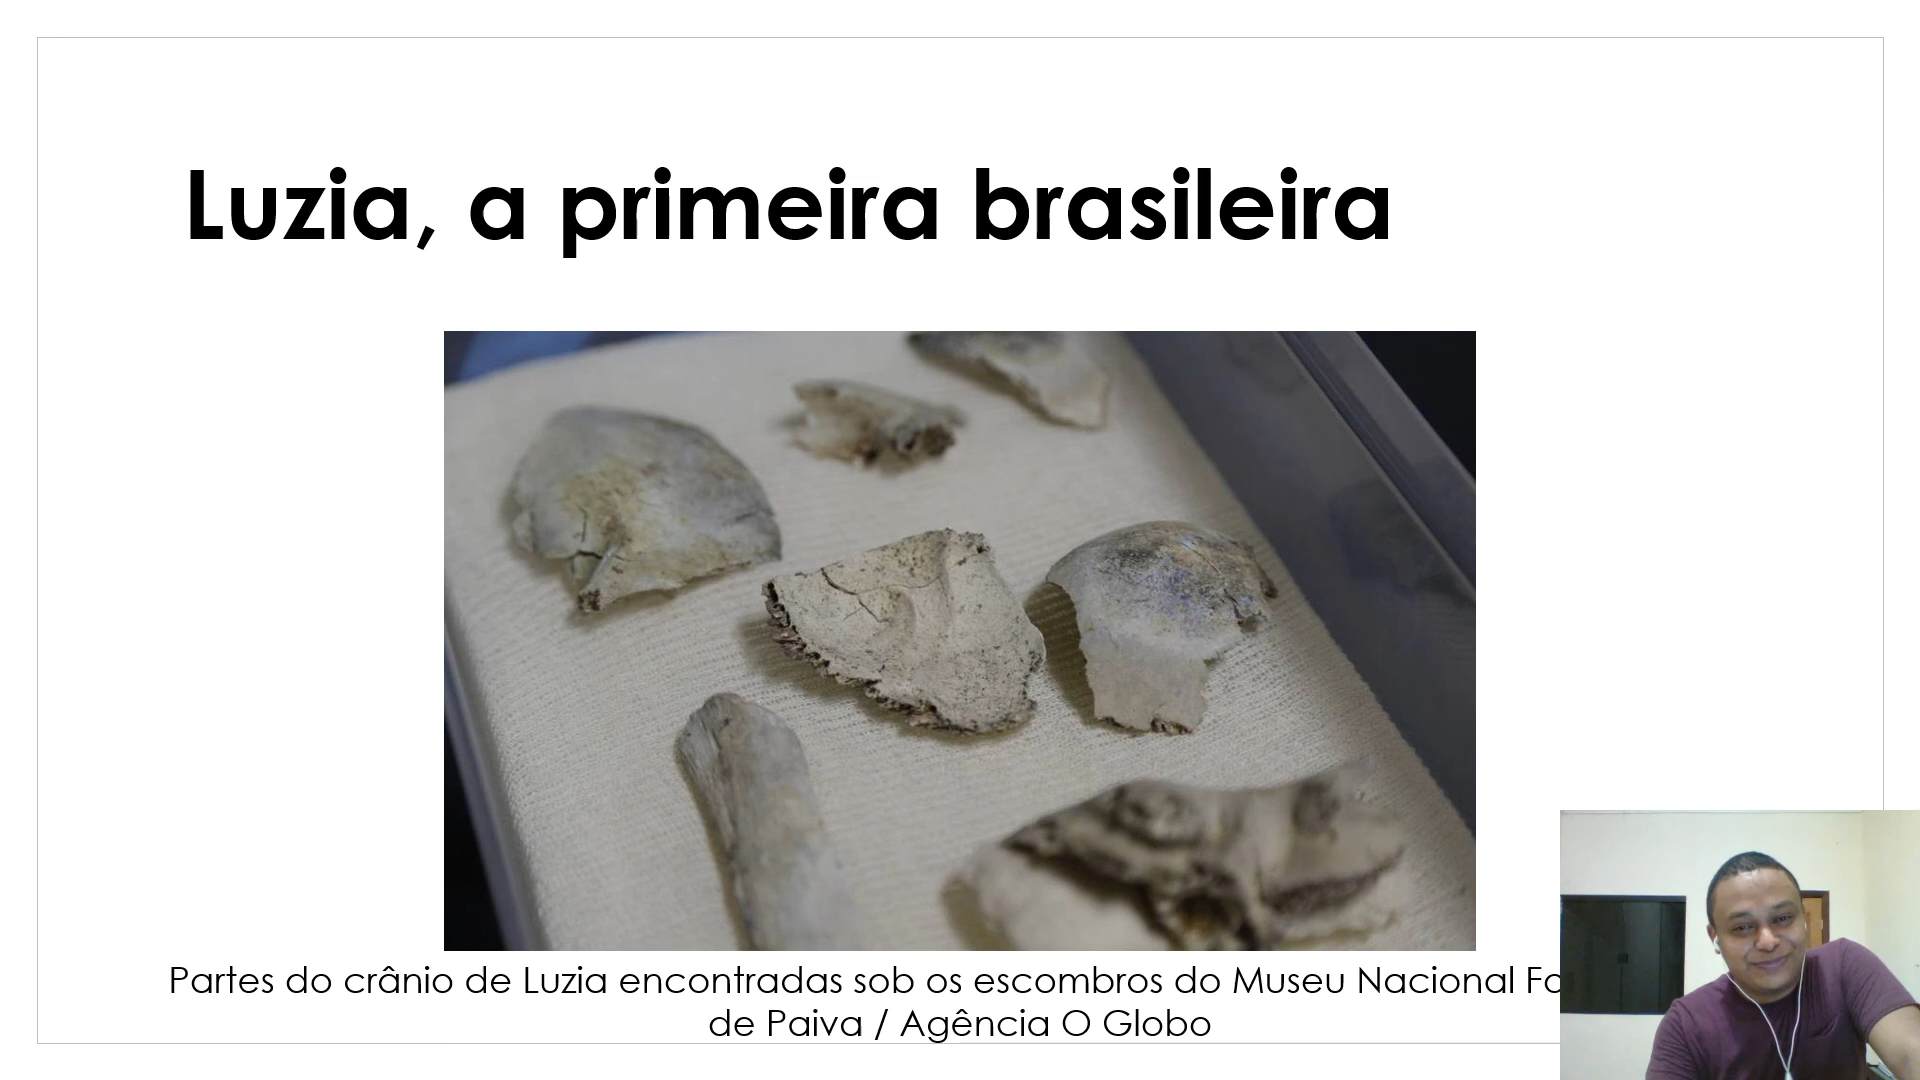 Luzia, a primeira brasileira
Partes do crânio de Luzia encontradas sob os escombros do Museu Nacional
de Paiva / Agência O Globo